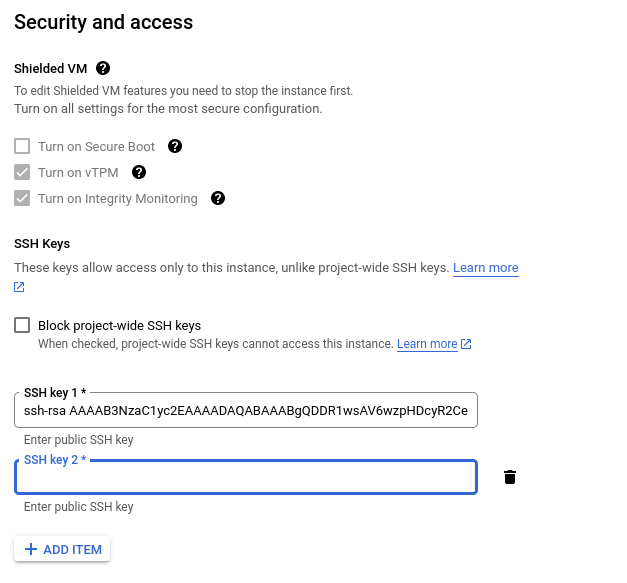 Security and access
Shielded VM
To edit Shielded VM features you need to stop the instance first.
Turn on all settings for the most secure configuration.
Turn on Secure Boot
Turn on vTPM
Turn on Integrity Monitoring
SSH Keys
These keys allow access only to this instance, unlike project-wide SSH keys. Learn more
Block project-wide SSH keys
When checked, project-wide SSH keys cannot access this instance. Learn more
SSH key 1 *
ssh-rsa AAAAB3NzaC1yc2EAAAADAQABAAABgQDDR1wsAV6wzpHDcyR2Ce
Enter public SSH key
SSH key 2 *
Enter public SSH key
ADD ITEM